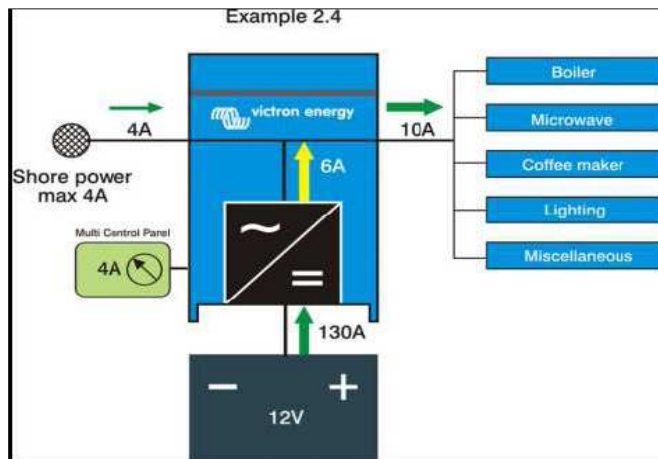 Example 2.4
victron energy
4A
10A
Shore power
max 4A
6A
Multi Control Panel
4A
130A
12V
Boiler
Microwave
Coffee maker
Lighting
Miscellaneous